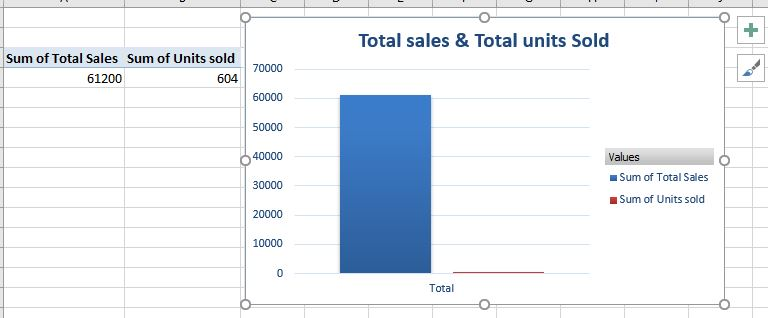 Total sales & Total units Sold
Sum of Total Sales Sum of Units sold
61200 604
70000
60000
50000
40000
30000
20000
10000
0
Total
Values
Sum of Total Sales
Sum of Units sold